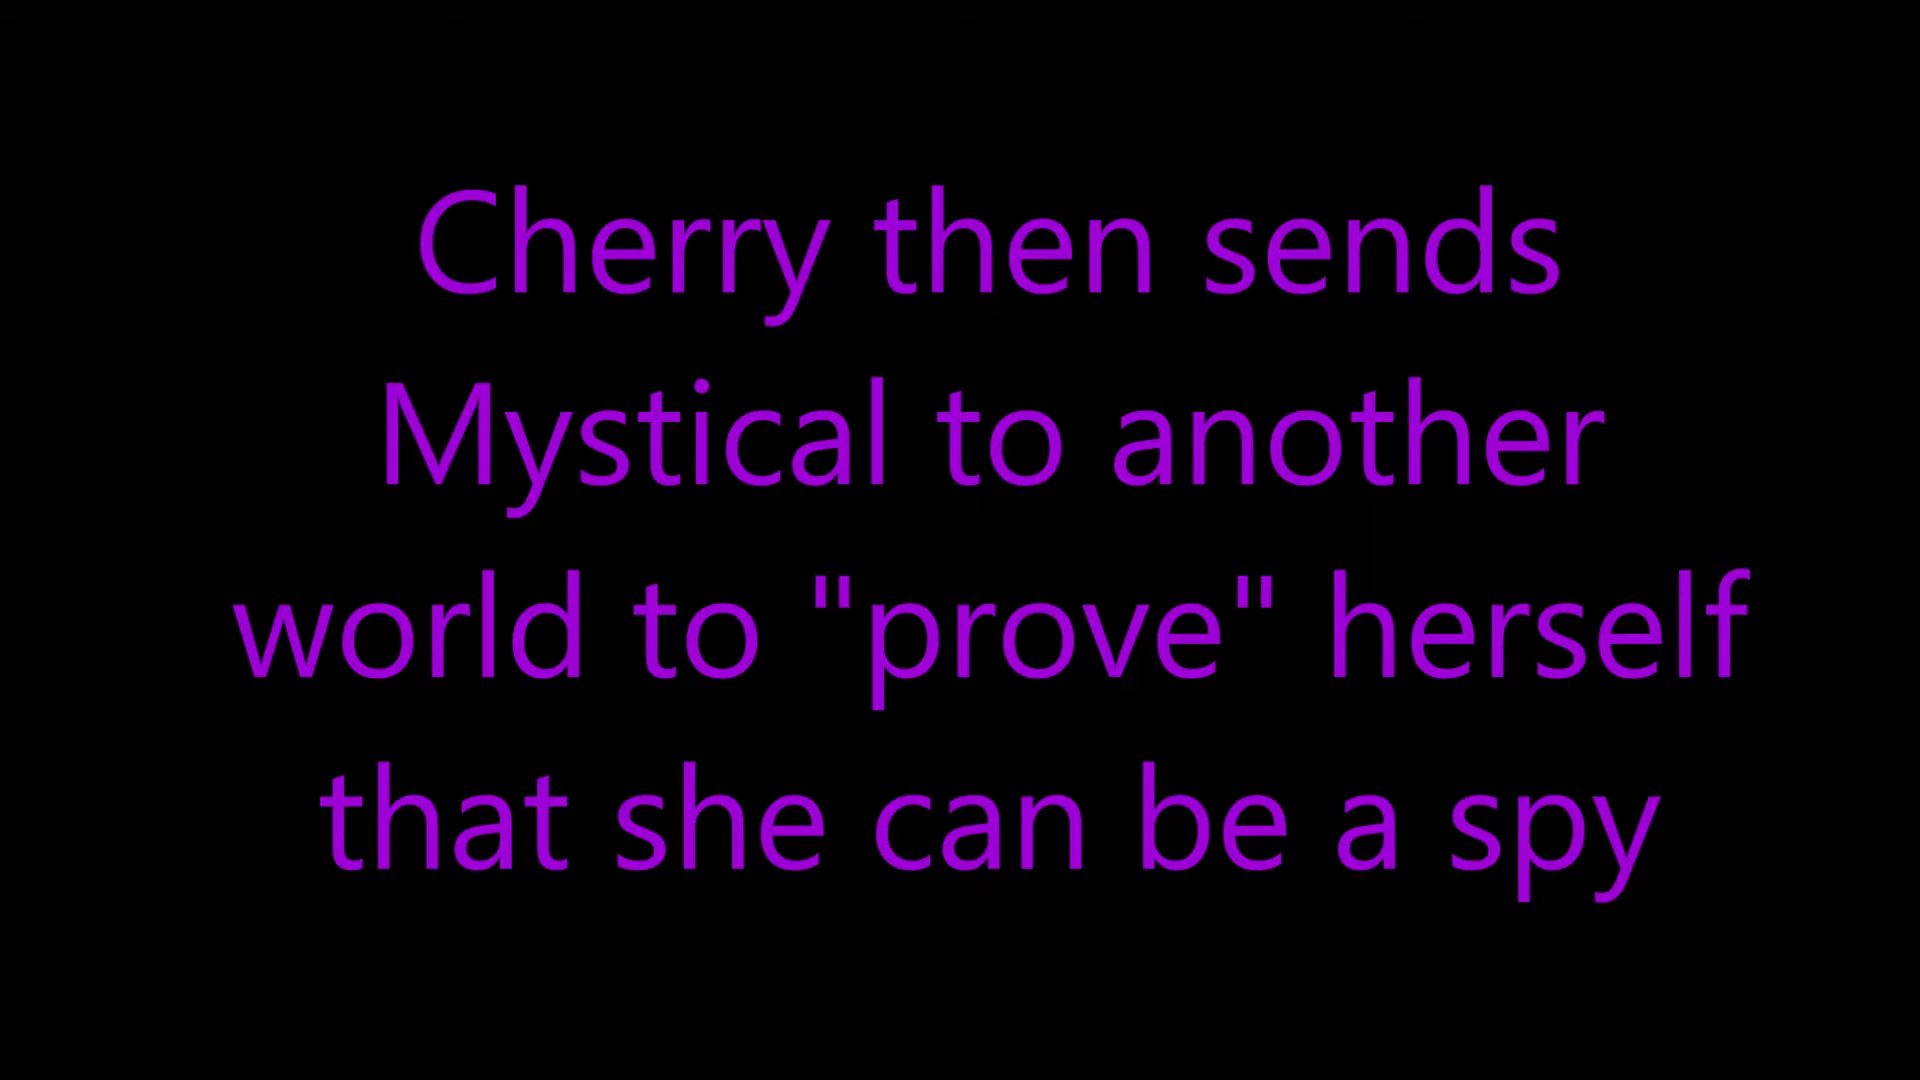 Cherry then sends
Mystical to another
world to "prove" herself
that she can be a spy